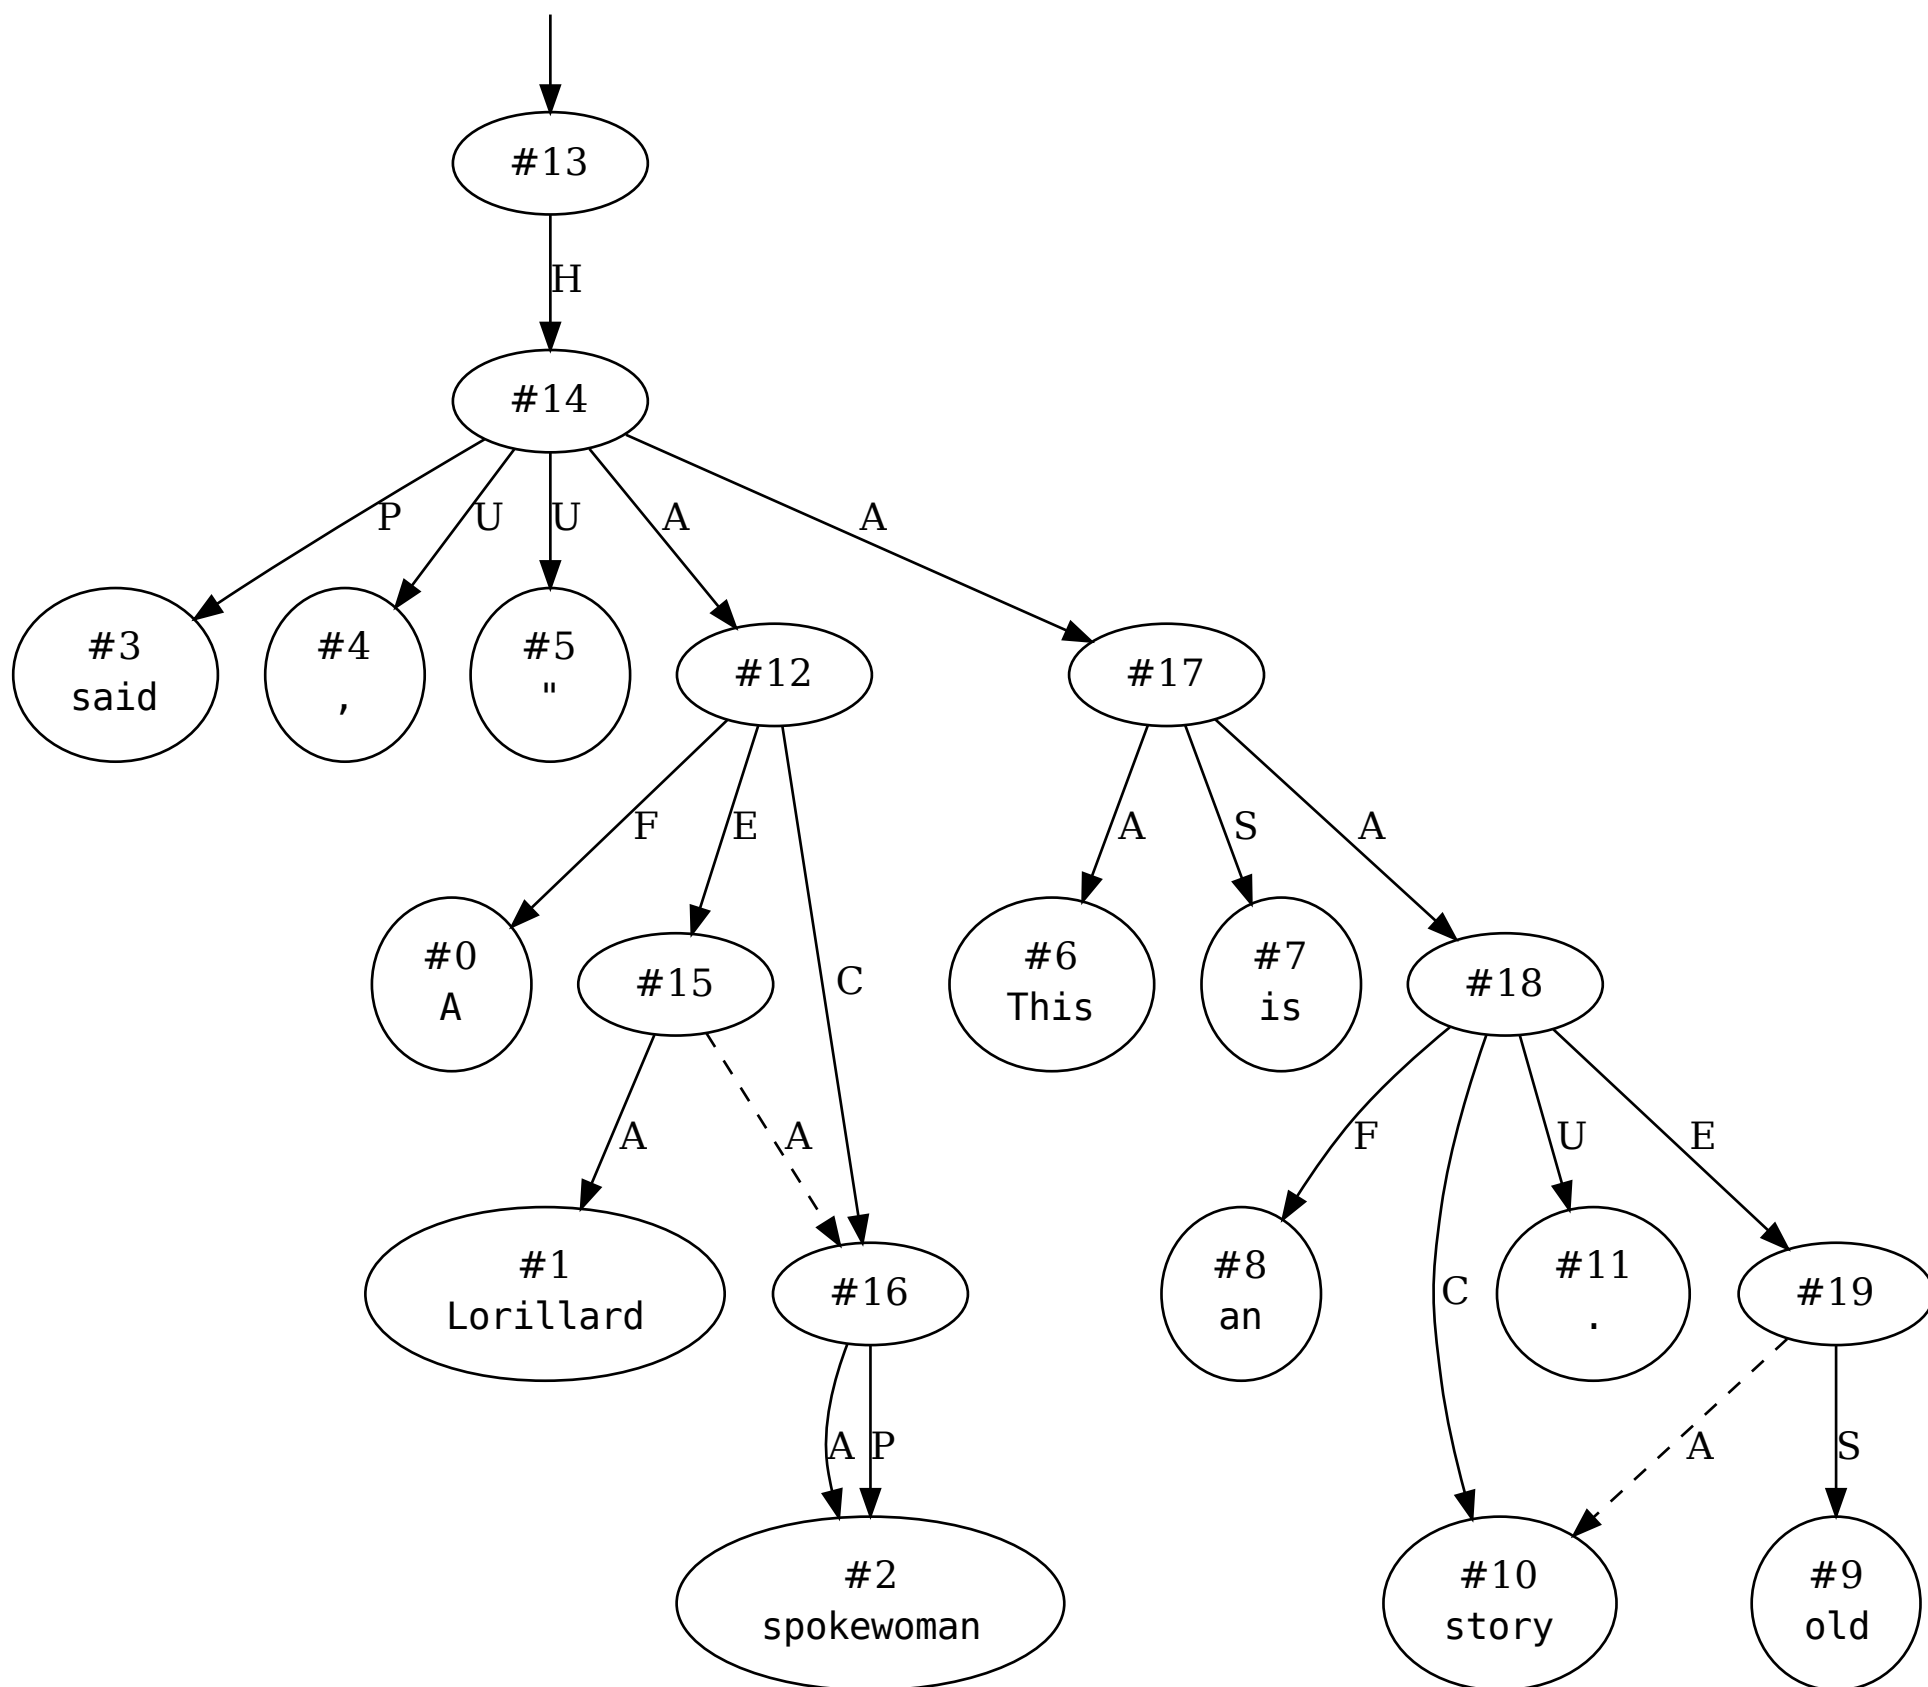 #13
H
#14
P U U A A
#3
said
#4
,
#5
"
#12
#17
F E C A S A
#0
A
#15
#6
This
#7
is
#18
A A F C U E
#1
Lorillard
#16
#8
an
#11
.
#19
A P A S
#2
spokewoman
#10
story
#9
old